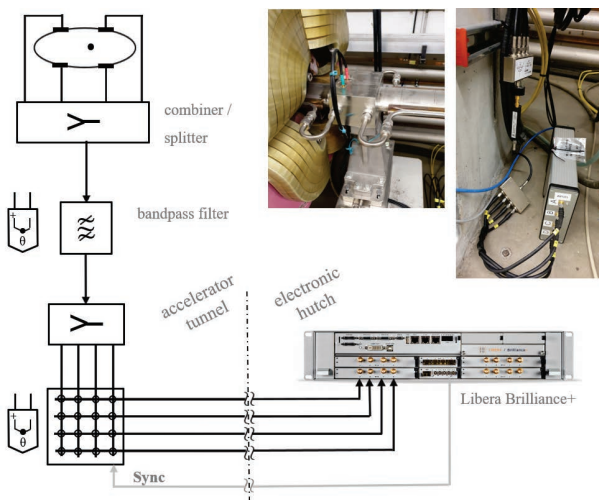 combiner /
splitter
+
θ
bandpass filter
accelerator
tunnel
electronic
hutch
Libera Brilliance+
+
θ
Sync